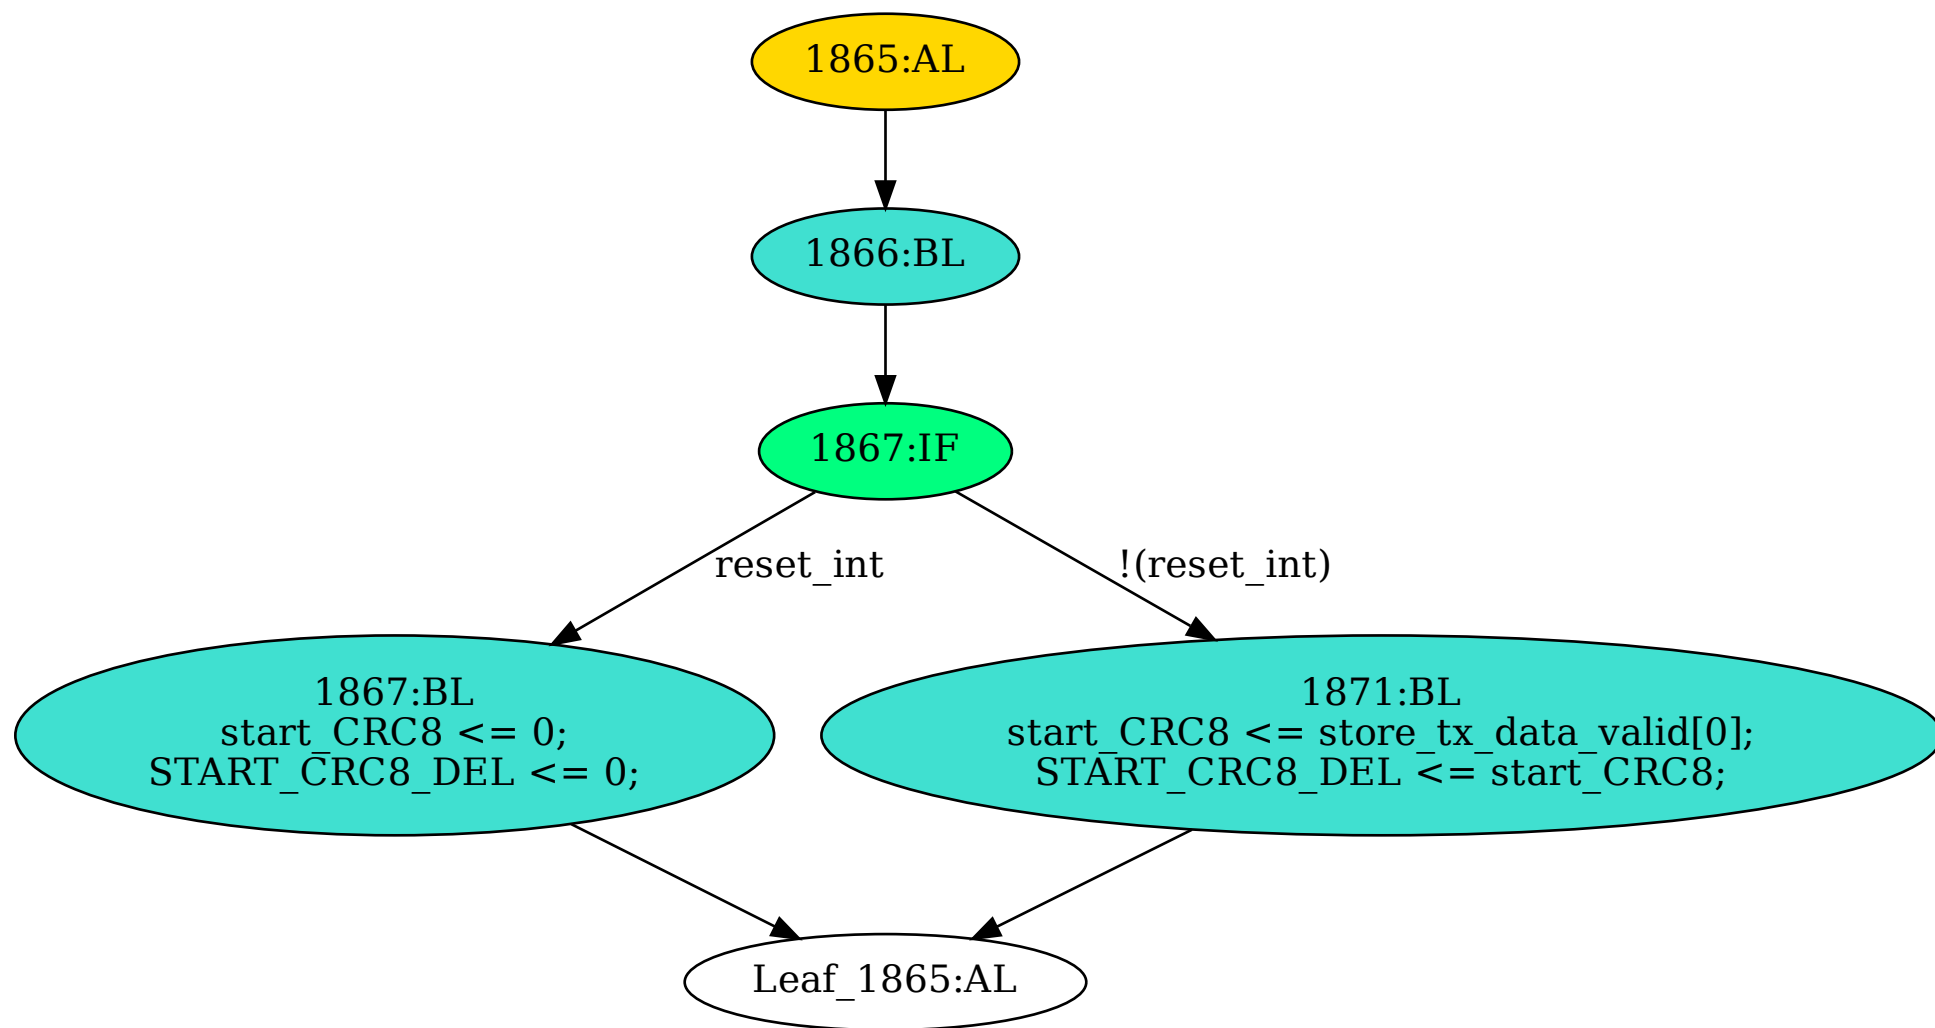 1865:AL
1866:BL
1867:IF
reset_int
!(reset_int)
1867:BL
start_CRC8 <= 0;
START_CRC8_DEL <= 0;
1871:BL
start_CRC8 <= store_tx_data_valid[0];
START_CRC8_DEL <= start_CRC8;
Leaf_1865:AL